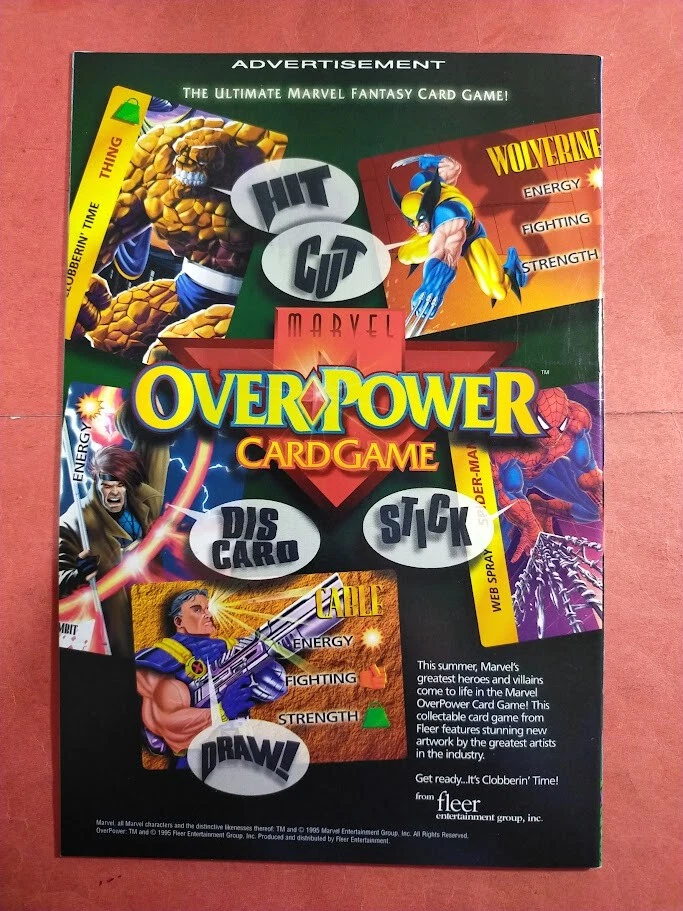 ADVERTISEMENT
THE ULTIMATE MARVEL FANTASY CARD GAME!
THING
CLOBBERIN' TIME
HIT
CUT
WOLVERINE
ENERGY
FIGHTING
STRENGTH
MARVEL
OVERPOWER™
CARD GAME
ENERGY
MBIT
DIS
CARD
STICK
SPIDER-MAN
WEB SPRAY
CABLE
ENERGY
FIGHTING
STRENGTH
DRAW!
This summer, Marvel's
greatest heroes and villains
come to life in the Marvel
OverPower Card Game! This
collectable card game from
Fleer features stunning new
artwork by the greatest artists
in the industry.
Get ready...It's Clobberin' Time!
from fleer
entertainment group, inc.
Marvel, all Marvel characters and the distinctive likenesses thereof: TM and © 1995 Marvel Entertainment Group, Inc. All Rights Reserved.
OverPower: TM and © 1995 Fleer Entertainment Group, Inc. Produced and distributed by Fleer Entertainment.